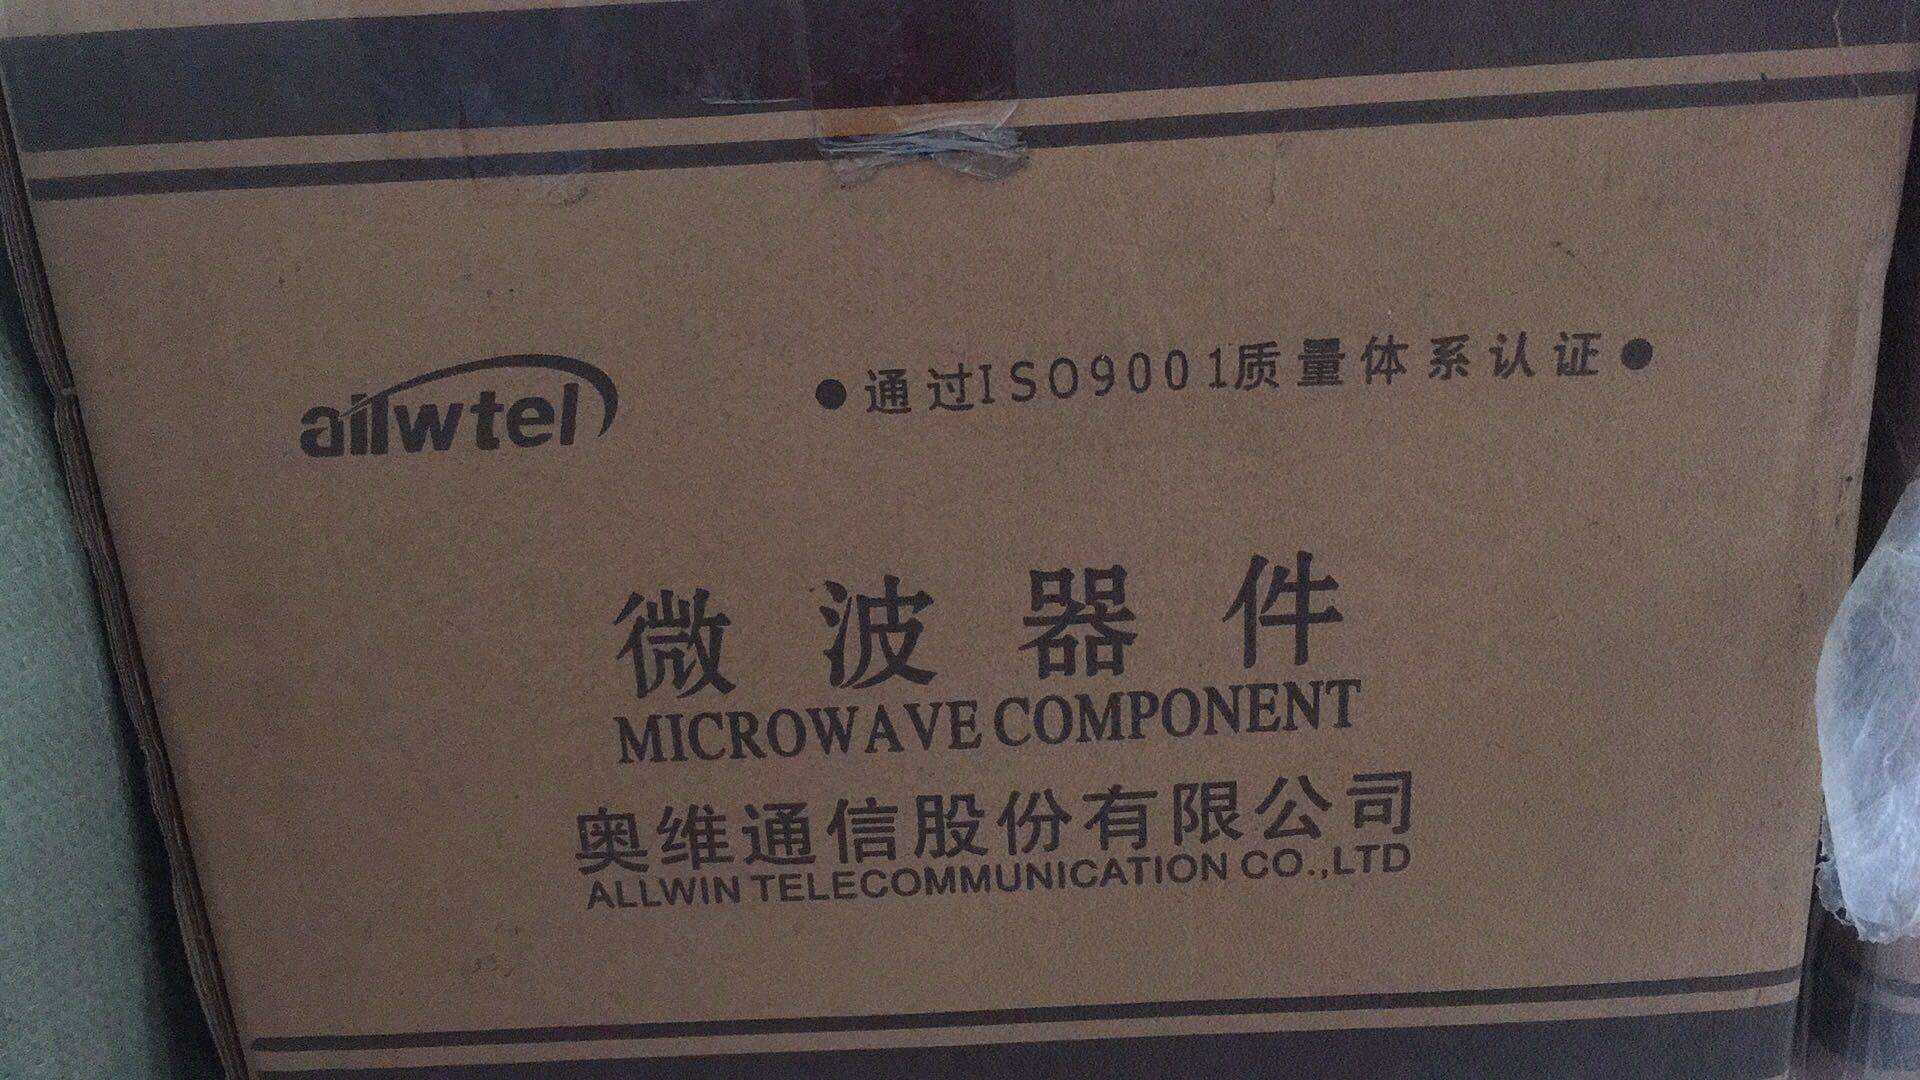 allwtel
●通过ISO9001质量体系认证●
微波器件
MICROWAVE COMPONENT
奥维通信股份有限公司
ALLWIN TELECOMMUNICATION CO.,LTD